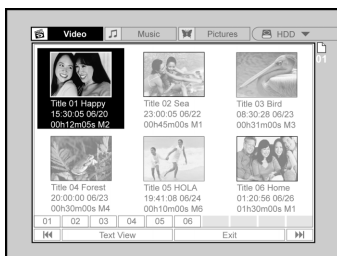 Video Music Pictures HDD
01
Title 01 Happy
15:30:05 06/20
00h12m05s M2
Title 02 Sea
23:00:05 06/22
00h45m00s M1
Title 03 Bird
08:30:28 06/23
00h31m00s M3
Title 04 Forest
20:00:00 06/23
00h30m00s M4
Title 05 HOLA
19:41:08 06/24
00h10m00s M6
Title 06 Home
01:20:56 06/26
01h30m00s M1
01 02 03 04 05 06
Text View Exit